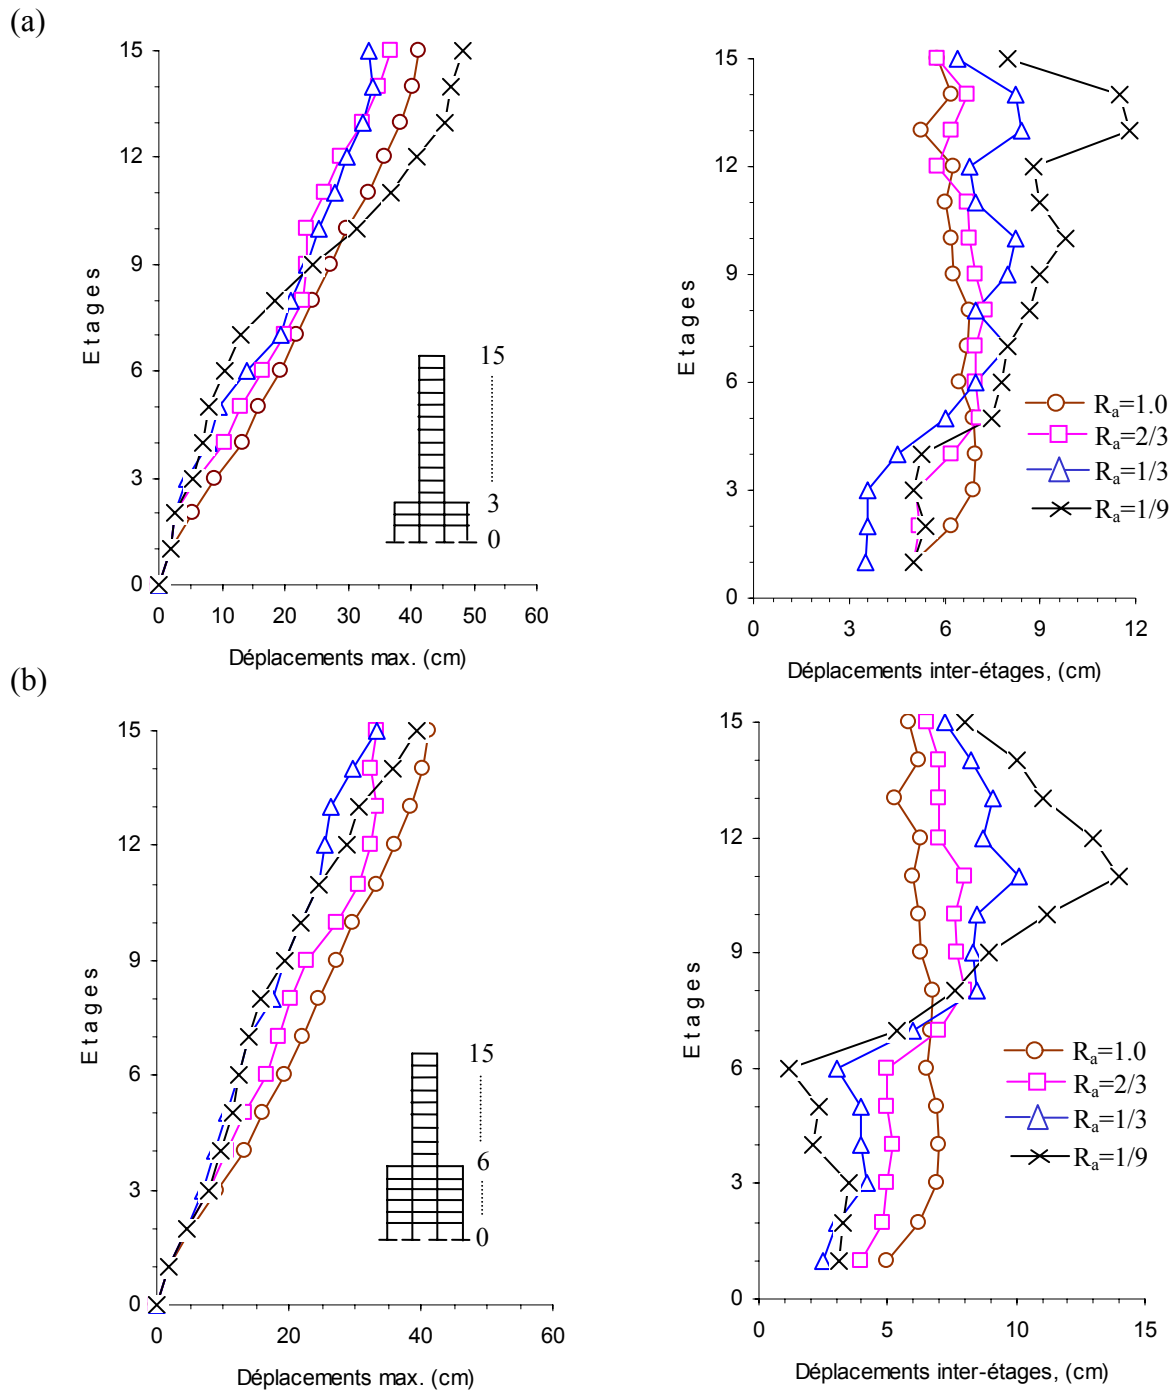 (a)
15
12
9
6
3
0
Etages
0 10 20 30 40 50 60
Déplacements max. (cm)
15
3
0
15
12
9
6
3
0
Etages
0 3 6 9 12
Déplacements inter-étages, (cm)
Ra=1.0
Ra=2/3
Ra=1/3
Ra=1/9
(b)
15
12
9
6
3
0
Etages
0 20 40 60
Déplacements max. (cm)
15
6
0
15
12
9
6
3
0
Etages
0 5 10 15
Déplacements inter-étages, (cm)
Ra=1.0
Ra=2/3
Ra=1/3
Ra=1/9